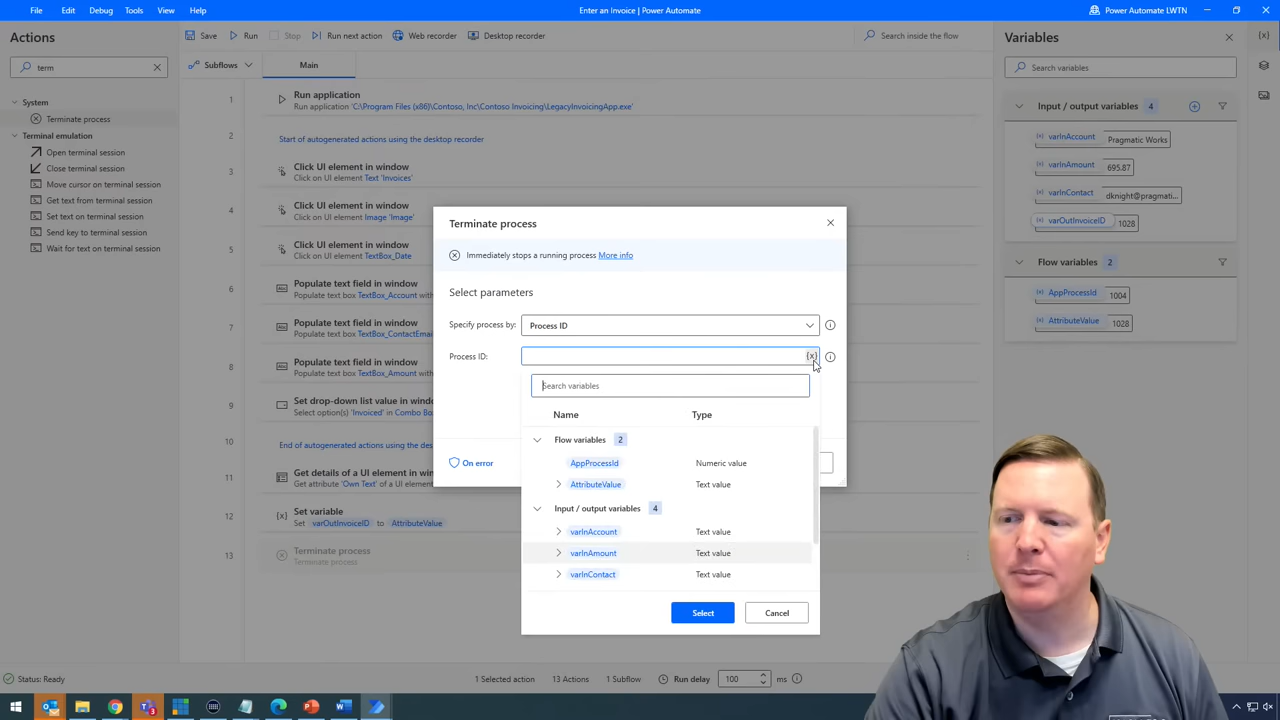 File Edit Debug Tools View Help
Enter an Invoice | Power Automate
Power Automate LWTN
Actions
term
System
Terminate process
Terminal emulation
Open terminal session
Close terminal session
Move cursor on terminal session
Get text from terminal session
Set text on terminal session
Send key to terminal session
Wait for text on terminal session
Save Run Stop Run next action Web recorder Desktop recorder
Search inside the flow
Subflows Main
1 Run application
Run application 'C:\Program Files (x86)\Contoso, Inc\Contoso Invoicing\LegacyInvoicingApp.exe'
2 Start of autogenerated actions using the desktop recorder
3 Click UI element in window
Click on UI element Text 'Invoices'
4 Click UI element in window
Click on UI element Image 'Image'
5 Click UI element in window
Click on UI element TextBox_Date
6 Populate text field in window
Populate text box TextBox_Account with
7 Populate text field in window
Populate text box TextBox_ContactEmai
8 Populate text field in window
Populate text box TextBox_Amount with
9 Set drop-down list value in window
Select option(s) 'Invoiced' in Combo Bo
10 End of autogenerated actions using the des
11 Get details of a UI element in window
Get attribute 'Own Text' of a UI element
12 {x} Set variable
Set varOutInvoiceID to AttributeValue
13 Terminate process
Terminate process
Terminate process
Immediately stops a running process More info
Select parameters
Specify process by: Process ID
Process ID: {x}
Search variables
Name Type
Flow variables 2
AppProcessId Numeric value
AttributeValue Text value
Input / output variables 4
varInAccount Text value
varInAmount Text value
varInContact Text value
On error
Select Cancel
Variables
{x}
Search variables
Input / output variables 4
varInAccount Pragmatic Works
varInAmount 695.87
varInContact dknight@pragmati...
varOutInvoiceID 1028
Flow variables 2
AppProcessId 1004
AttributeValue 1028
Status: Ready
1 Selected action 13 Actions 1 Subflow Run delay 100 ms